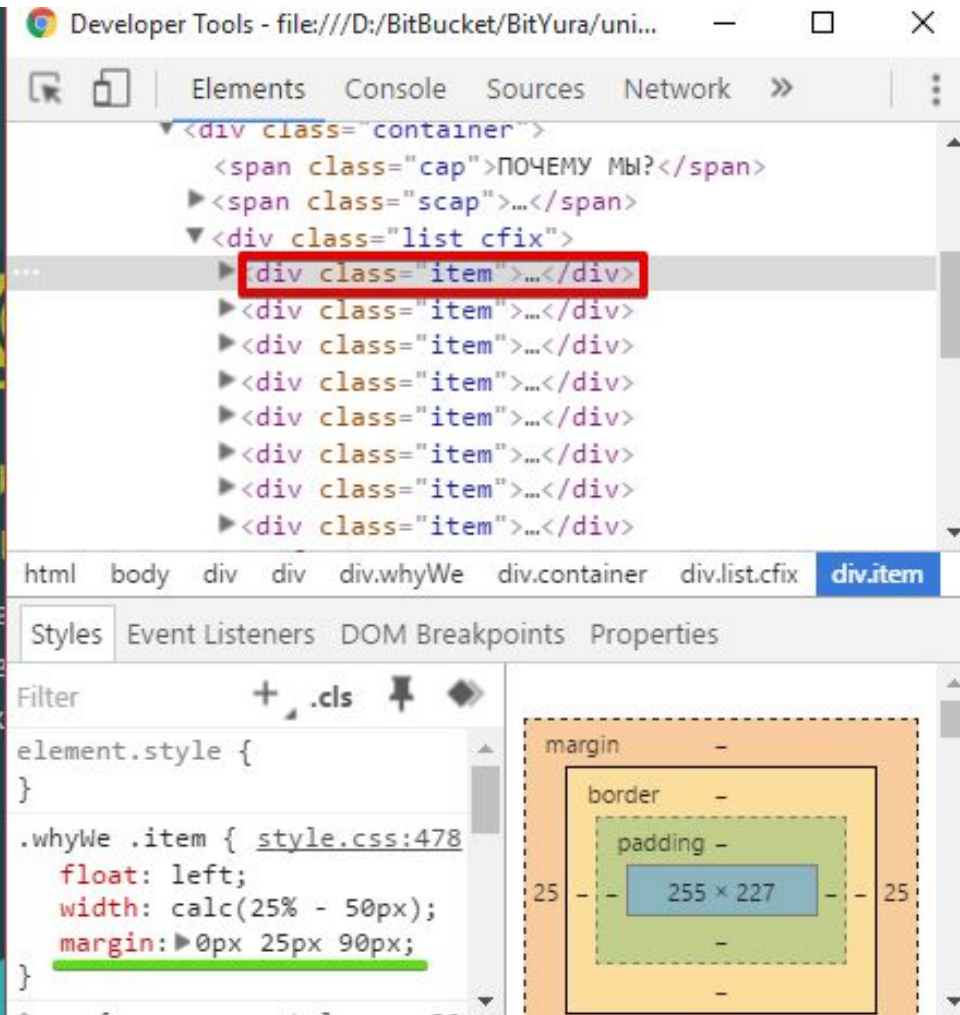 Developer Tools - file:///D:/BitBucket/BitYura/uni...
Elements Console Sources Network »
▼<div class="container">
<span class="cap">ПОЧЕМУ МЫ?</span>
▶<span class="scap">…</span>
▼<div class="list cfix">
▶<div class="item">…</div>
▶<div class="item">…</div>
▶<div class="item">…</div>
▶<div class="item">…</div>
▶<div class="item">…</div>
▶<div class="item">…</div>
▶<div class="item">…</div>
▶<div class="item">…</div>
html body div div div.whyWe div.container div.list.cfix div.item
Styles Event Listeners DOM Breakpoints Properties
Filter + .cls
element.style {
}
.whyWe .item { style.css:478
float: left;
width: calc(25% - 50px);
margin:▶0px 25px 90px;
}
margin –
border –
padding –
25 – – 255 × 227 – – 25
–
–